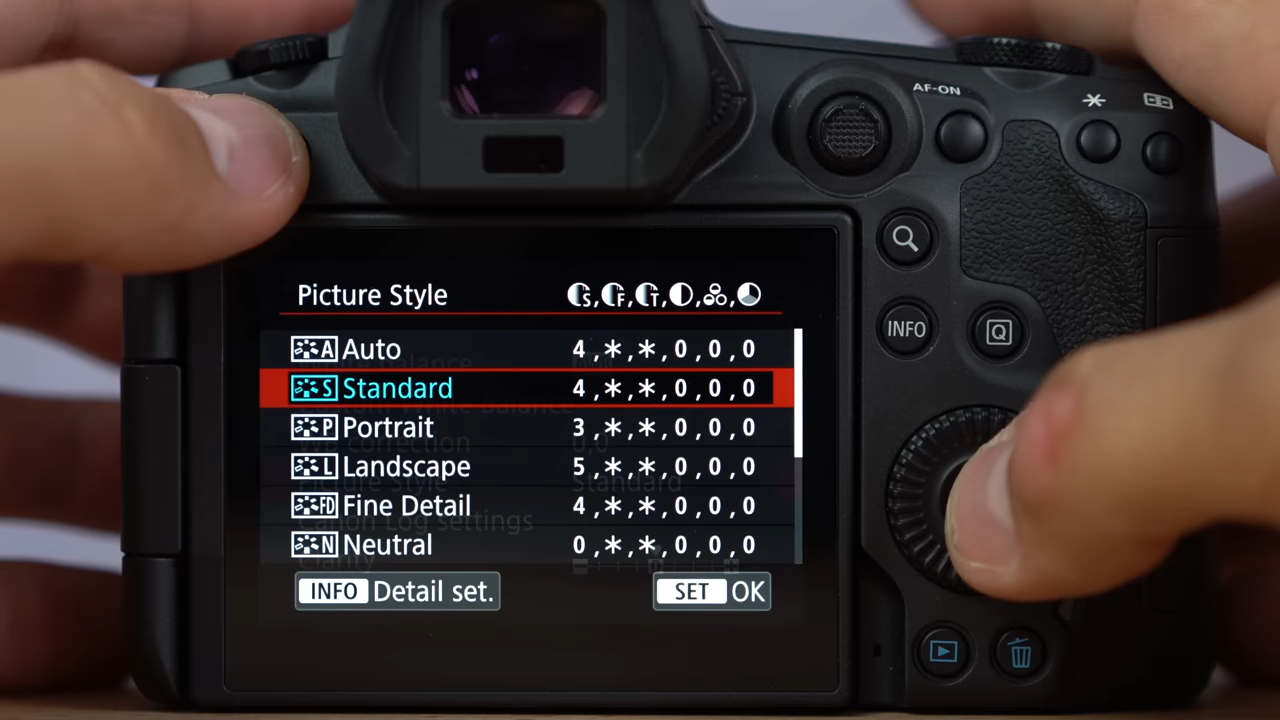 AF-ON
Picture Style S, F, T, , ,
A Auto 4,*,*,0,0,0
S Standard 4,*,*,0,0,0
P Portrait 3,*,*,0,0,0
L Landscape 5,*,*,0,0,0
FD Fine Detail 4,*,*,0,0,0
N Neutral 0,*,*,0,0,0
INFO Detail set. SET OK
INFO Q